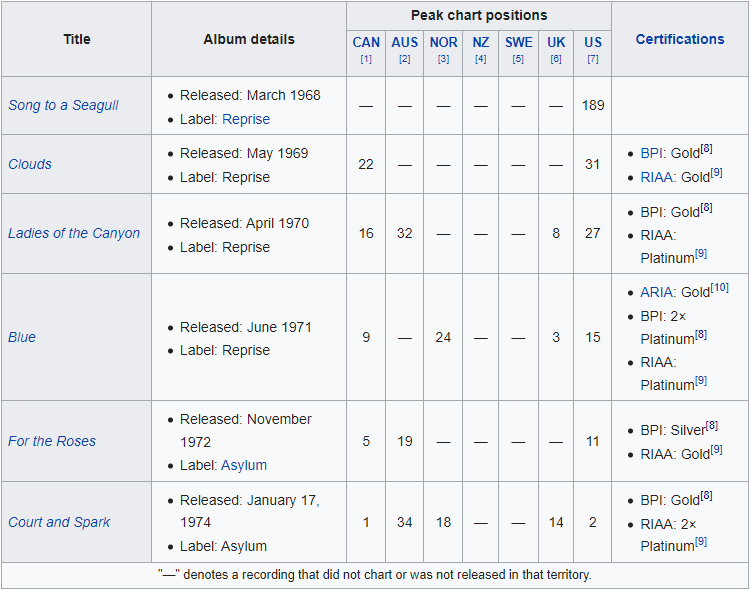 Title
Album details
Peak chart positions
Certifications
CAN AUS NOR NZ SWE UK US
[1] [2] [3] [4] [5] [6] [7]
Song to a Seagull
• Released: March 1968
• Label: Reprise
— — — — — — 189
Clouds
• Released: May 1969
• Label: Reprise
22 — — — — — 31
• BPI: Gold[8]
• RIAA: Gold[9]
Ladies of the Canyon
• Released: April 1970
• Label: Reprise
16 32 — — — 8 27
• BPI: Gold[8]
• RIAA:
Platinum[9]
Blue
• Released: June 1971
• Label: Reprise
9 — 24 — — 3 15
• ARIA: Gold[10]
• BPI: 2×
Platinum[8]
• RIAA:
Platinum[9]
For the Roses
• Released: November
1972
• Label: Asylum
5 19 — — — — 11
• BPI: Silver[8]
• RIAA: Gold[9]
Court and Spark
• Released: January 17,
1974
• Label: Asylum
1 34 18 — — 14 2
• BPI: Gold[8]
• RIAA: 2×
Platinum[9]
"—" denotes a recording that did not chart or was not released in that territory.